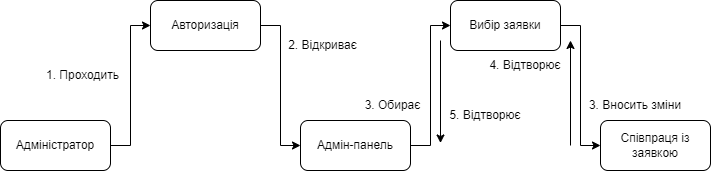 Авторизація
Вибір заявки
2. Відкриває
4. Відтворює
1. Проходить
3. Обирає
3. Вносить зміни
5. Відтворює
Адміністратор
Адмін-панель
Співпраця із
заявкою